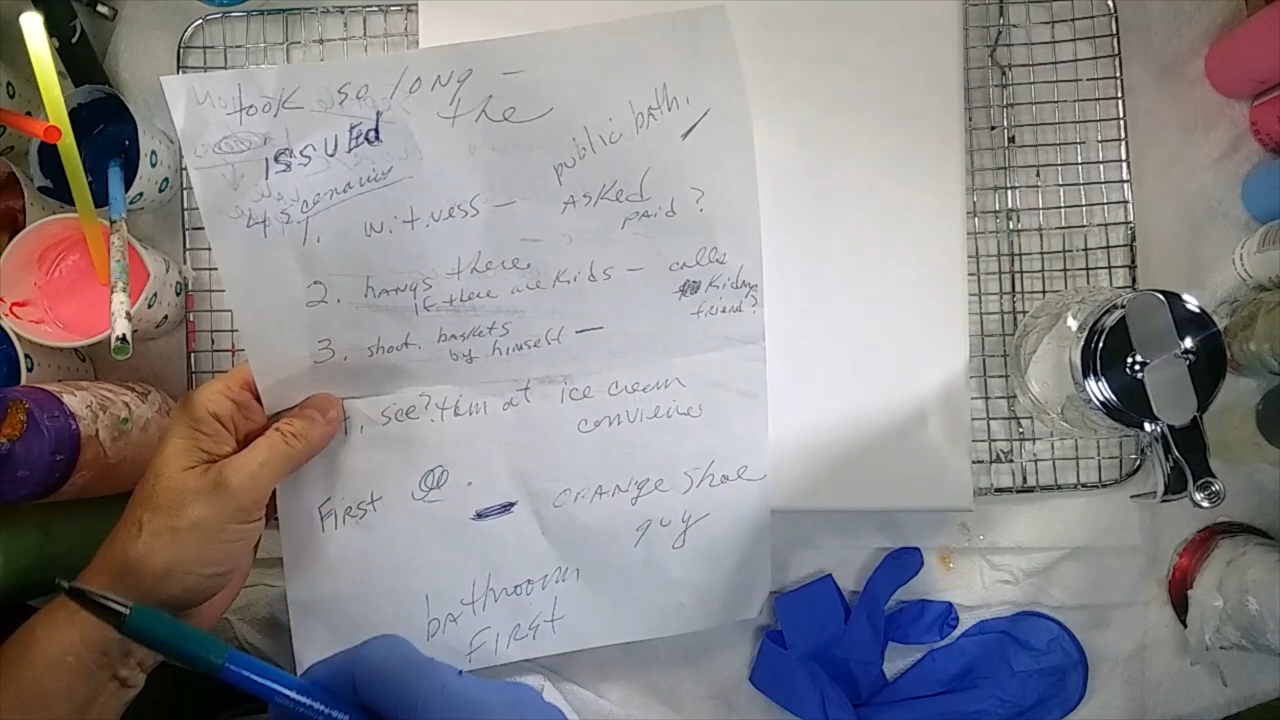 took so long -
the
ISSUEd
public bath.
4 Scenarios
1. witness - ASKEd
PAID?
2. hangs there
if there are Kids - calls
friend?
3. shoot baskets
by himself -
see? him at ice cream
First
ORANGE Shoe
guy
bathroom
FIRST